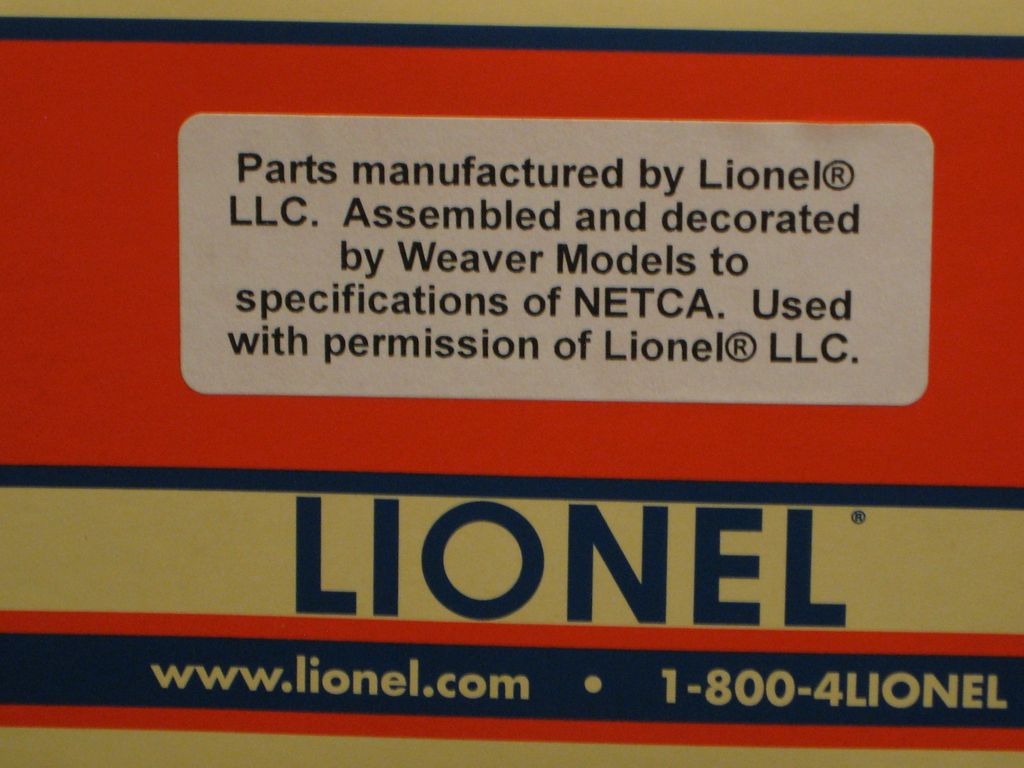 Parts manufactured by Lionel®
LLC.  Assembled and decorated
by Weaver Models to
specifications of NETCA.  Used
with permission of Lionel® LLC.
LIONEL®
www.lionel.com • 1-800-4LIONEL